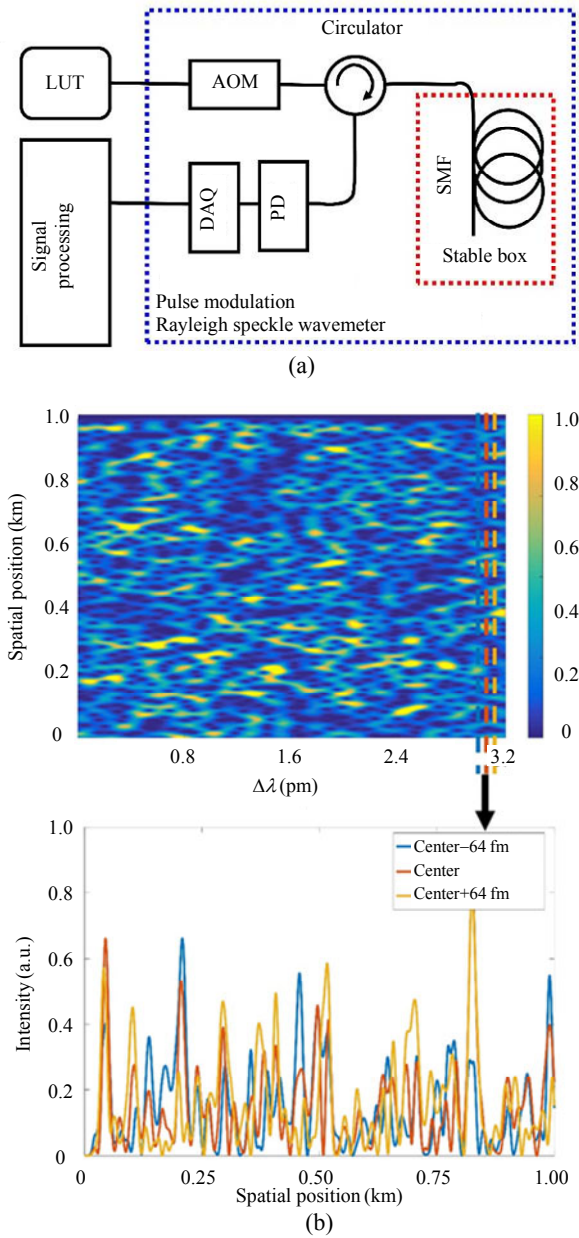 Circulator
LUT
AOM
Signal
processing
DAQ
PD
SMF
Stable box
Pulse modulation
Rayleigh speckle wavemeter
(a)
1.0
0.8
0.6
0.4
0.2
0
Spatial position (km)
0.8
1.6
2.4
3.2
Δλ (pm)
1.0
0.8
0.6
0.4
0.2
0
1.0
0.8
0.6
0.4
0.2
0
Intensity (a.u.)
Center−64 fm
Center
Center+64 fm
0
0.25
0.50
0.75
1.00
Spatial position (km)
(b)